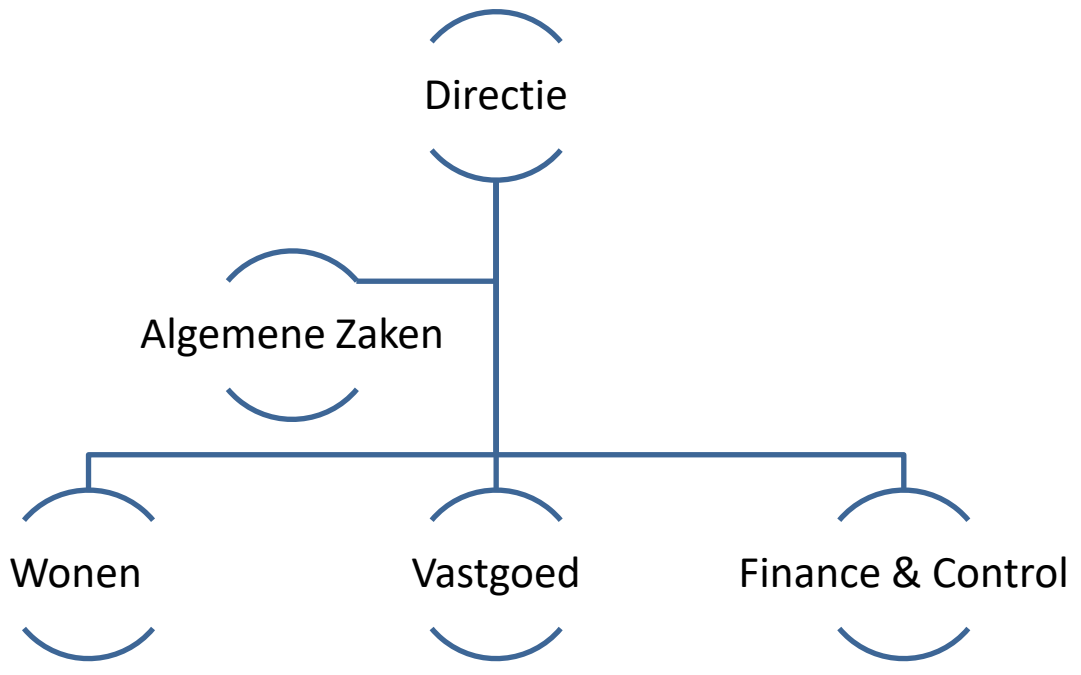 Directie
Algemene Zaken
Wonen
Vastgoed
Finance & Control